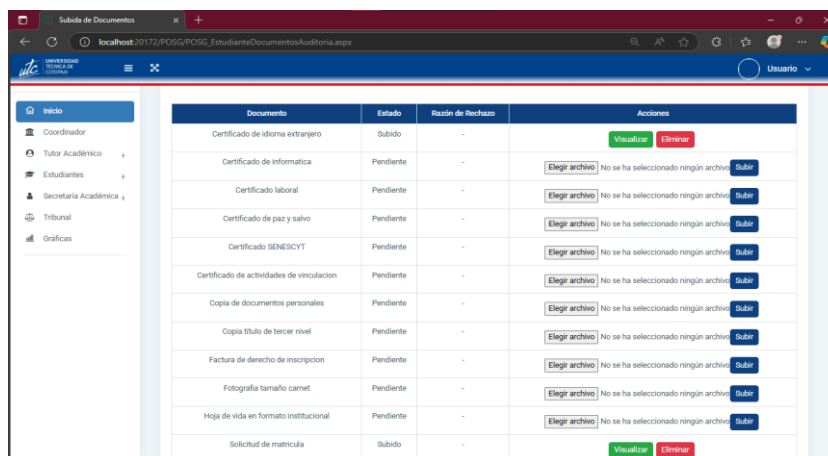 Subida de Documentos
localhost:20172/POSG/POSG_EstudianteDocumentosAuditoria.aspx
utc UNIVERSIDAD TÉCNICA DE COTOPAXI
Usuario
Inicio
Coordinador
Tutor Académico
Estudiantes
Secretaría Académica
Tribunal
Gráficas
Documento Estado Razón de Rechazo Acciones
Certificado de idioma extranjero Subido - Visualizar Eliminar
Certificado de informatica Pendiente - Elegir archivo No se ha seleccionado ningún archivo Subir
Certificado laboral Pendiente - Elegir archivo No se ha seleccionado ningún archivo Subir
Certificado de paz y salvo Pendiente - Elegir archivo No se ha seleccionado ningún archivo Subir
Certificado SENESCYT Pendiente - Elegir archivo No se ha seleccionado ningún archivo Subir
Certificado de actividades de vinculacion Pendiente - Elegir archivo No se ha seleccionado ningún archivo Subir
Copia de documentos personales Pendiente - Elegir archivo No se ha seleccionado ningún archivo Subir
Copia título de tercer nivel Pendiente - Elegir archivo No se ha seleccionado ningún archivo Subir
Factura de derecho de inscripcion Pendiente - Elegir archivo No se ha seleccionado ningún archivo Subir
Fotografia tamaño carnet Pendiente - Elegir archivo No se ha seleccionado ningún archivo Subir
Hoja de vida en formato institucional Pendiente - Elegir archivo No se ha seleccionado ningún archivo Subir
Solicitud de matricula Subido - Visualizar Eliminar